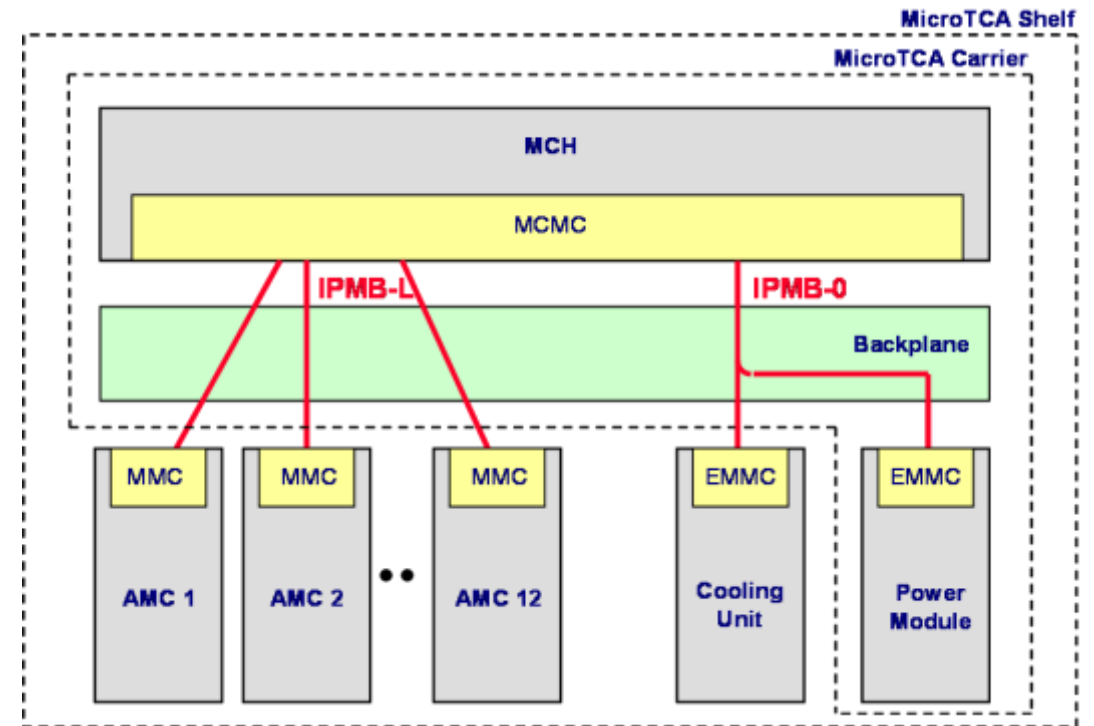 MicroTCA Shelf
MicroTCA Carrier
MCH
MCMC
IPMB-L
IPMB-0
Backplane
MMC
MMC
MMC
EMMC
EMMC
AMC 1
AMC 2
AMC 12
Cooling
Unit
Power
Module